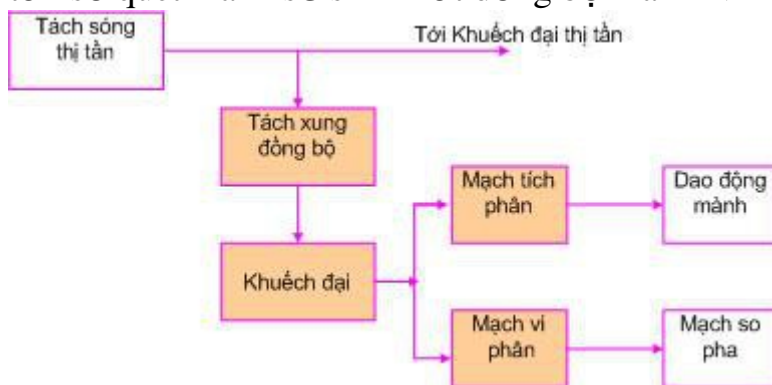 Tách sóng
thị tần
Tới Khuếch đại thị tần
Tách xung
đồng bộ
Mạch tích
phân
Dao động
mành
Khuếch đại
Mạch vi
phân
Mạch so
pha